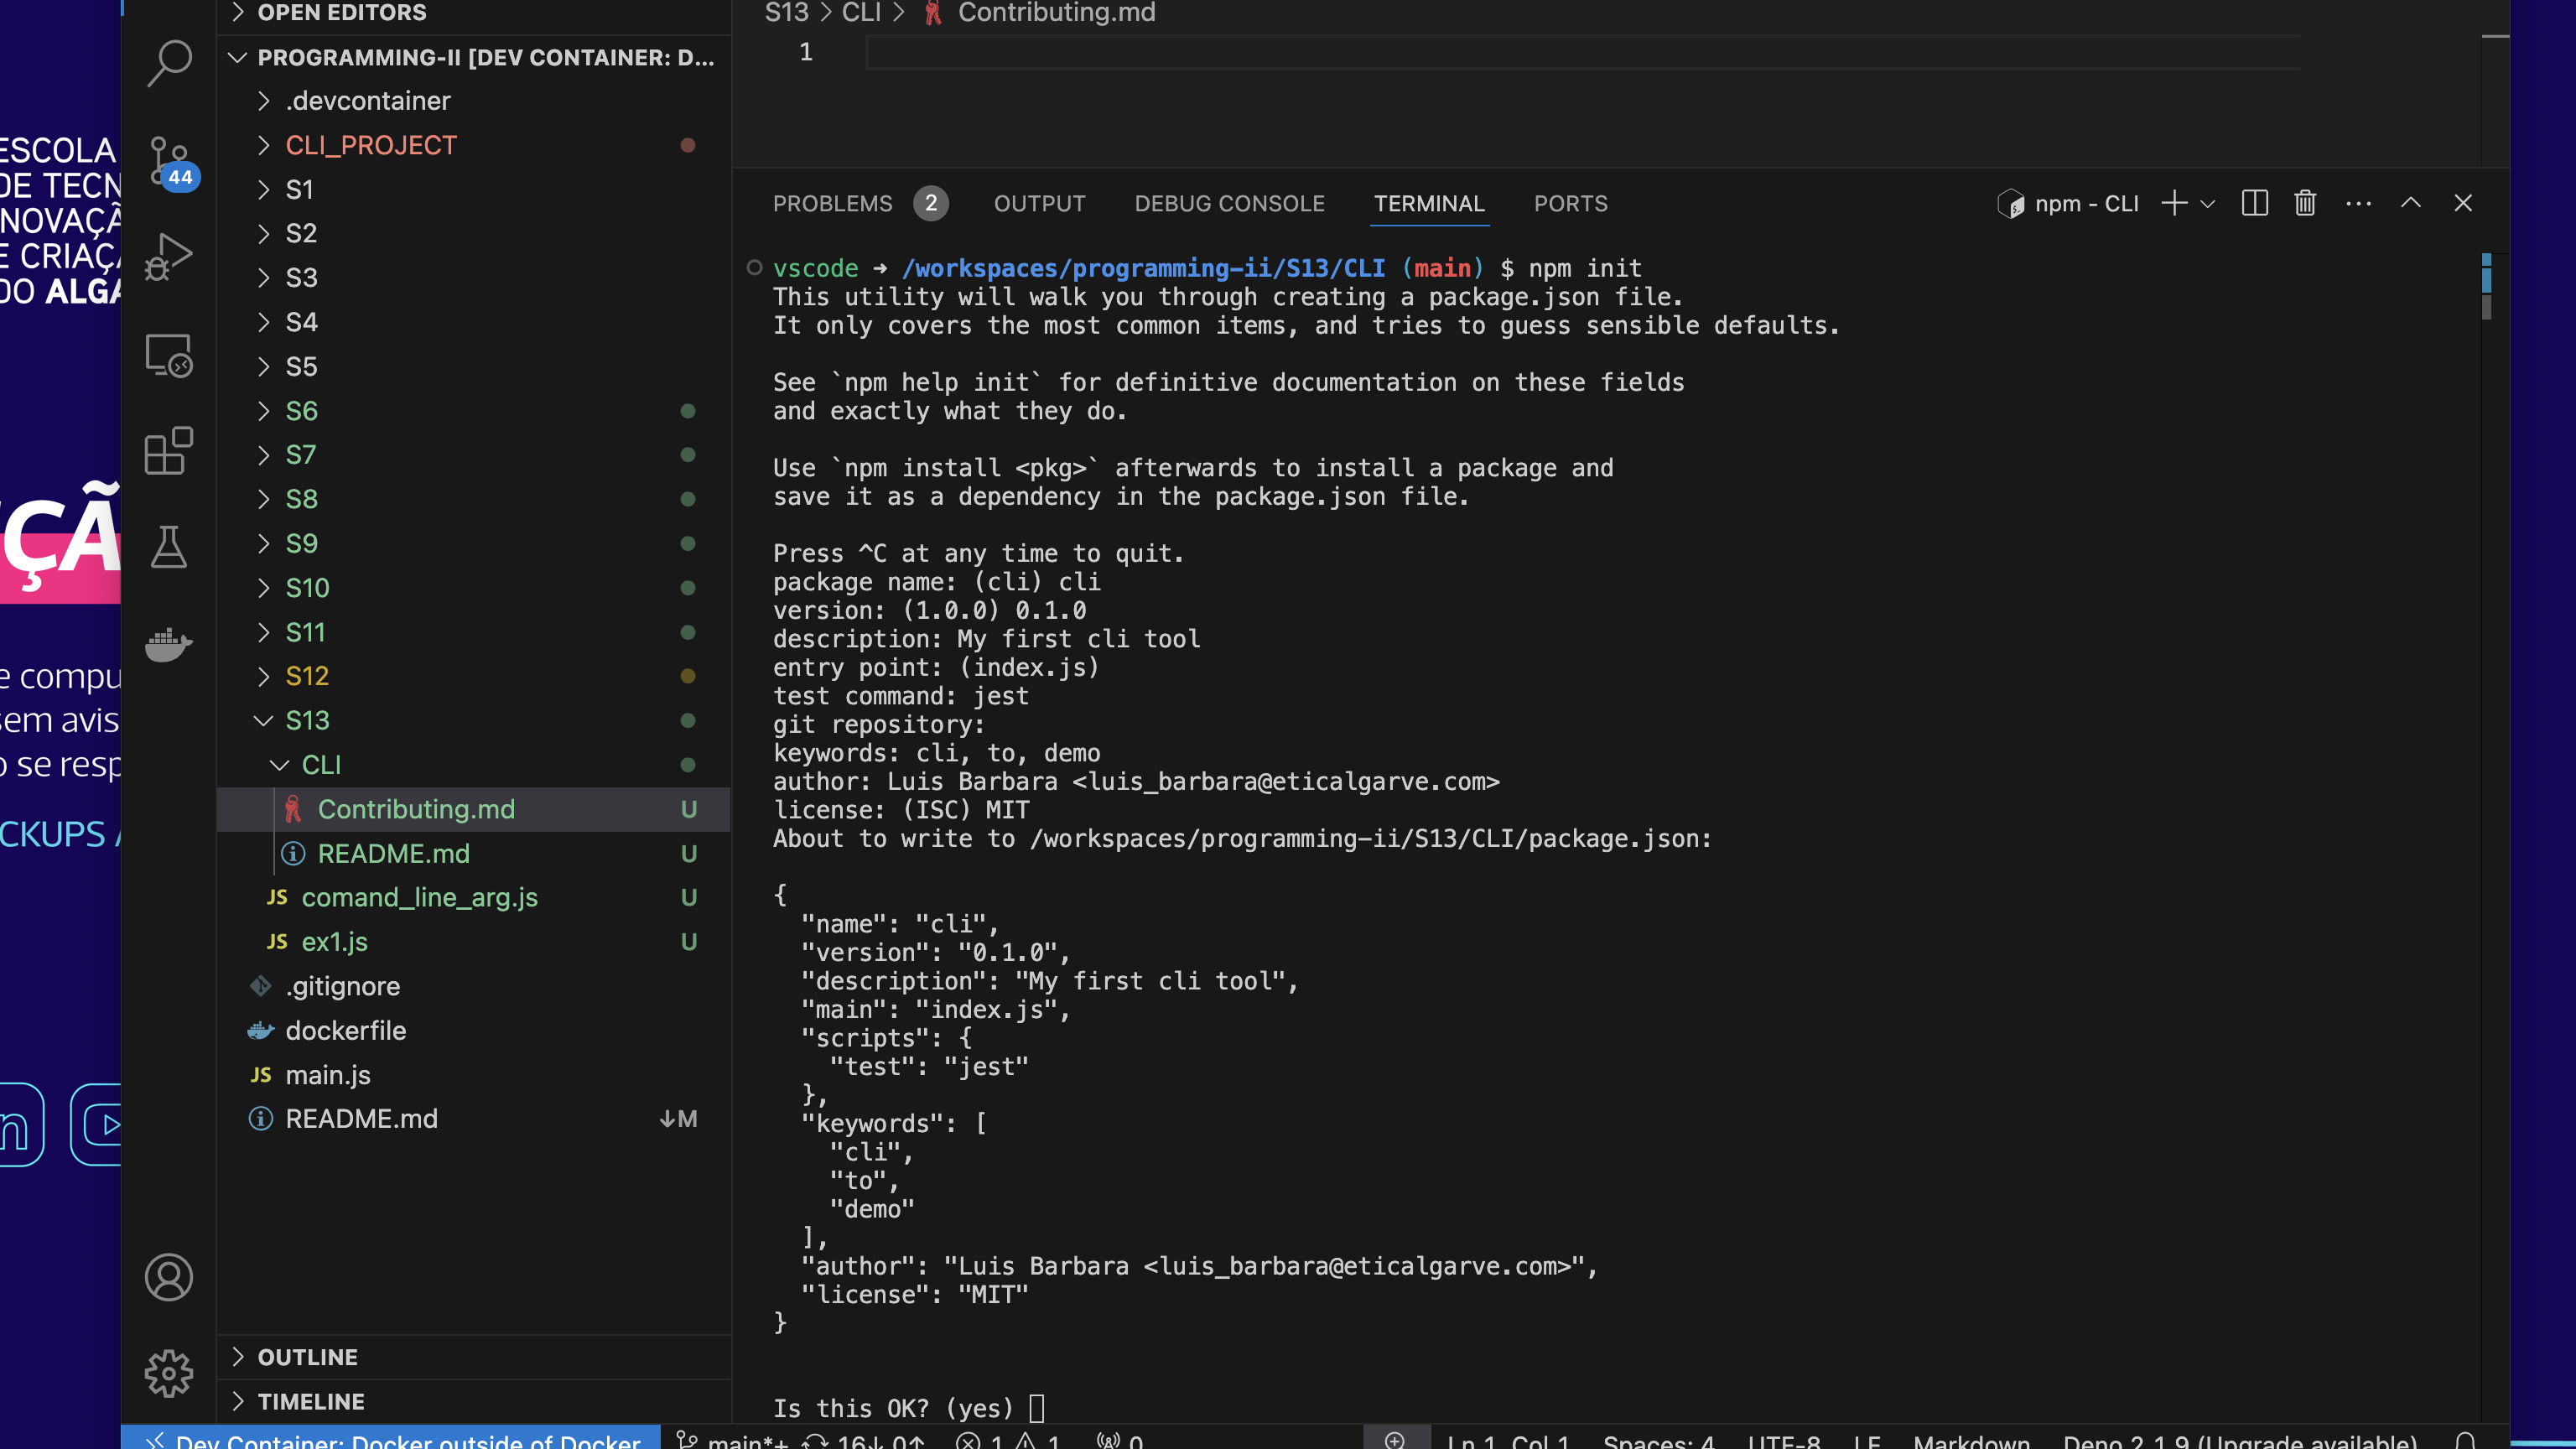 OPEN EDITORS
PROGRAMMING-II [DEV CONTAINER: D...
.devcontainer
CLI_PROJECT
S1
S2
S3
S4
S5
S6
S7
S8
S9
S10
S11
S12
S13
CLI
Contributing.md U
README.md U
JS comand_line_arg.js U
JS ex1.js U
.gitignore
dockerfile
JS main.js
README.md ↓M
OUTLINE
TIMELINE
44
ESCOLA
DE TECN
NOVAÇÃ
E CRIAÇ
DO ALGA
ÇÃ
e compu
sem avis
o se resp
CKUPS
in
S13 > CLI > Contributing.md
1
PROBLEMS 2 OUTPUT DEBUG CONSOLE TERMINAL PORTS npm - CLI
vscode → /workspaces/programming-ii/S13/CLI (main) $ npm init
This utility will walk you through creating a package.json file.
It only covers the most common items, and tries to guess sensible defaults.
See `npm help init` for definitive documentation on these fields
and exactly what they do.
Use `npm install <pkg>` afterwards to install a package and
save it as a dependency in the package.json file.
Press ^C at any time to quit.
package name: (cli) cli
version: (1.0.0) 0.1.0
description: My first cli tool
entry point: (index.js)
test command: jest
git repository:
keywords: cli, to, demo
author: Luis Barbara <luis_barbara@eticalgarve.com>
license: (ISC) MIT
About to write to /workspaces/programming-ii/S13/CLI/package.json:
{
"name": "cli",
"version": "0.1.0",
"description": "My first cli tool",
"main": "index.js",
"scripts": {
"test": "jest"
},
"keywords": [
"cli",
"to",
"demo"
],
"author": "Luis Barbara <luis_barbara@eticalgarve.com>",
"license": "MIT"
}
Is this OK? (yes)
Dev Container: Docker outside of Docker main*+ 16↓ 0↑ 1 1 0 Ln 1, Col 1 Spaces: 4 UTF-8 LF Markdown Deno 2.1.9 (Upgrade available)